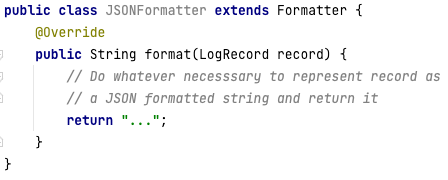 public class JSONFormatter extends Formatter {
@Override
public String format(LogRecord record) {
// Do whatever necesssary to represent record as
// a JSON formatted string and return it
return "...";
}
}